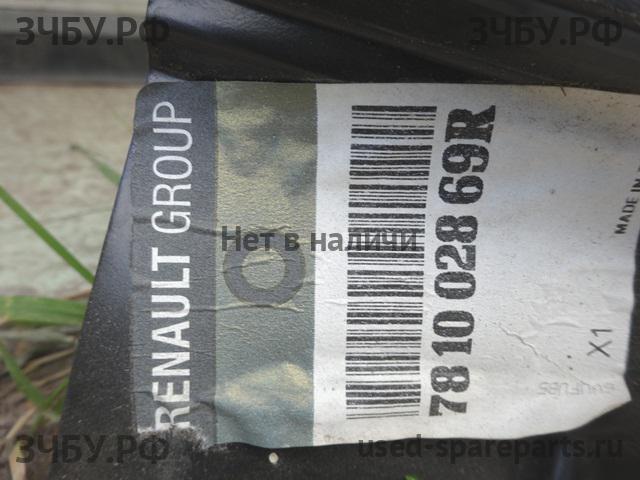 ЗЧБУ.РФ
ЗЧБУ.РФ
RENAULT GROUP
78 10 028 69R
MADE IN
X1
Нет в наличии
ЗЧБУ.РФ
used-spareparts.ru